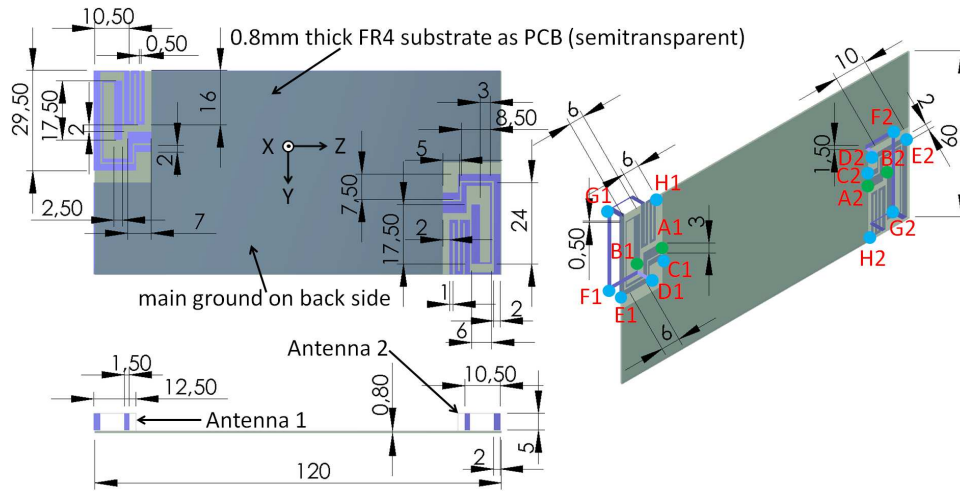 10,50
0,50
0.8mm thick FR4 substrate as PCB (semitransparent)
29,50
17,50
2
16
2
2,50
7
X
Z
Y
3
8,50
5
7,50
17,50
2
24
1
6
2
main ground on back side
Antenna 2
1,50
12,50
Antenna 1
0,80
10,50
5
2
120
10
6
6
2
60
1,50
F2
E2
D2
B2
C2
A2
G1
H1
A1
3
0,50
B1
C1
G2
H2
F1
E1
D1
6